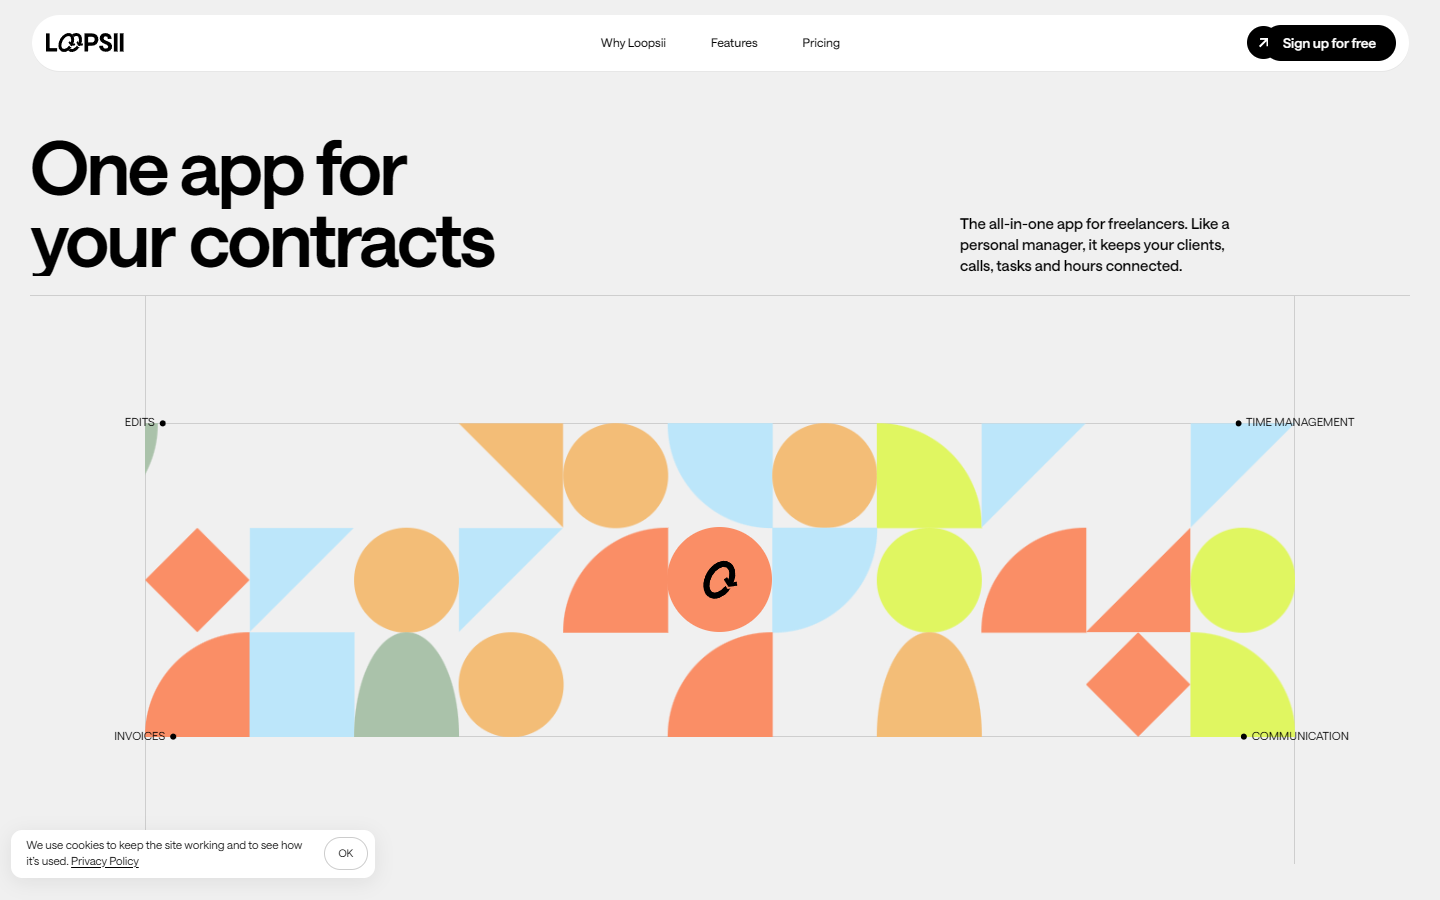 LOOPSII
Why Loopsii
Features
Pricing
Sign up for free
One app for
your contracts
The all-in-one app for freelancers. Like a
personal manager, it keeps your clients,
calls, tasks and hours connected.
EDITS
TIME MANAGEMENT
INVOICES
COMMUNICATION
We use cookies to keep the site working and to see how
it's used. Privacy Policy
OK